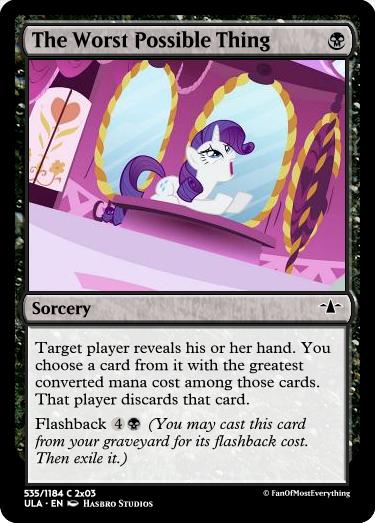 The Worst Possible Thing
Sorcery
Target player reveals his or her hand. You
choose a card from it with the greatest
converted mana cost among those cards.
That player discards that card.
Flashback 4 (You may cast this card
from your graveyard for its flashback cost.
Then exile it.)
535/1184 C 2x03
ULA • EN HASBRO STUDIOS
© FanOfMostEverything